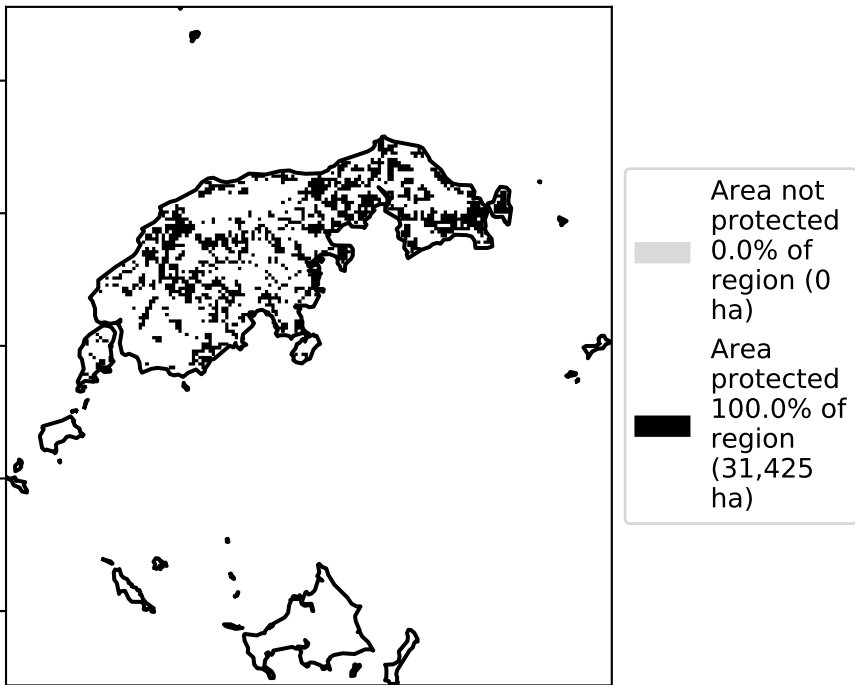 Area not
protected
0.0% of
region (0
ha)
Area
protected
100.0% of
region
(31,425
ha)